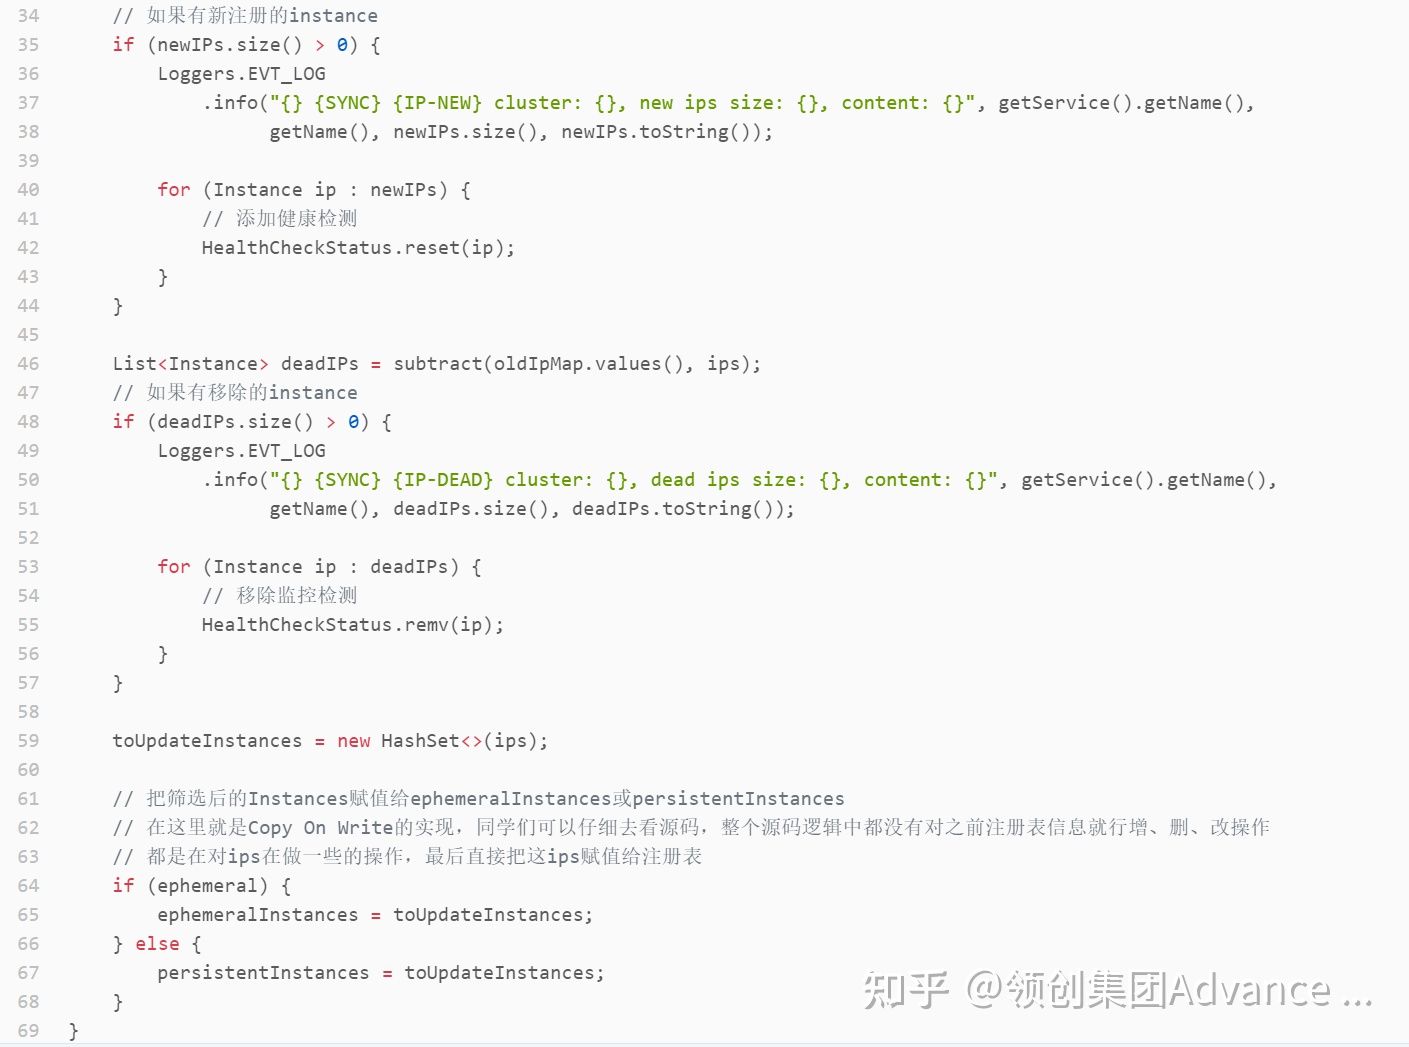 34 // 如果有新注册的instance
35 if (newIPs.size() > 0) {
36 Loggers.EVT_LOG
37 .info("{} {SYNC} {IP-NEW} cluster: {}, new ips size: {}, content: {}", getService().getName(),
38 getName(), newIPs.size(), newIPs.toString());
39
40 for (Instance ip : newIPs) {
41 // 添加健康检测
42 HealthCheckStatus.reset(ip);
43 }
44 }
45
46 List<Instance> deadIPs = subtract(oldIpMap.values(), ips);
47 // 如果有移除的instance
48 if (deadIPs.size() > 0) {
49 Loggers.EVT_LOG
50 .info("{} {SYNC} {IP-DEAD} cluster: {}, dead ips size: {}, content: {}", getService().getName(),
51 getName(), deadIPs.size(), deadIPs.toString());
52
53 for (Instance ip : deadIPs) {
54 // 移除监控检测
55 HealthCheckStatus.remv(ip);
56 }
57 }
58
59 toUpdateInstances = new HashSet<>(ips);
60
61 // 把筛选后的Instances赋值给ephemeralInstances或persistentInstances
62 // 在这里就是Copy On Write的实现，同学们可以仔细去看源码，整个源码逻辑中都没有对之前注册表信息就行增、删、改操作
63 // 都是在对ips在做一些的操作，最后直接把这ips赋值给注册表
64 if (ephemeral) {
65 ephemeralInstances = toUpdateInstances;
66 } else {
67 persistentInstances = toUpdateInstances;
68 }
69 }
知乎 @领创集团Advance ...